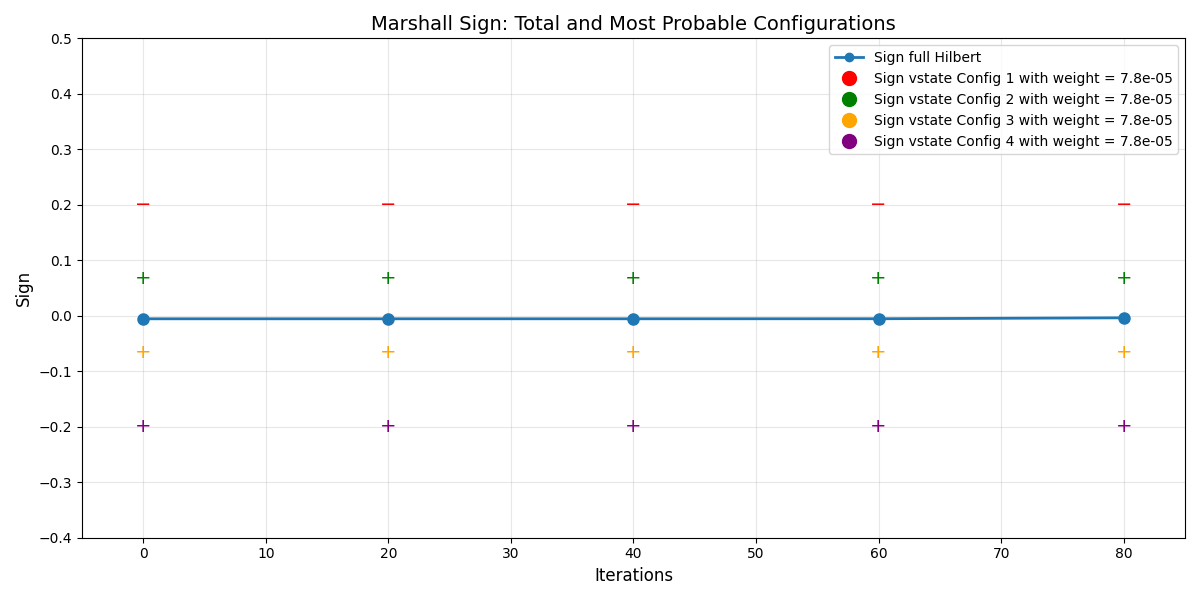 Marshall Sign: Total and Most Probable Configurations
Sign full Hilbert
Sign vstate Config 1 with weight = 7.8e-05
Sign vstate Config 2 with weight = 7.8e-05
Sign vstate Config 3 with weight = 7.8e-05
Sign vstate Config 4 with weight = 7.8e-05
Sign
0.5
0.4
0.3
0.2
0.1
0.0
−0.1
−0.2
−0.3
−0.4
0 10 20 30 40 50 60 70 80
Iterations